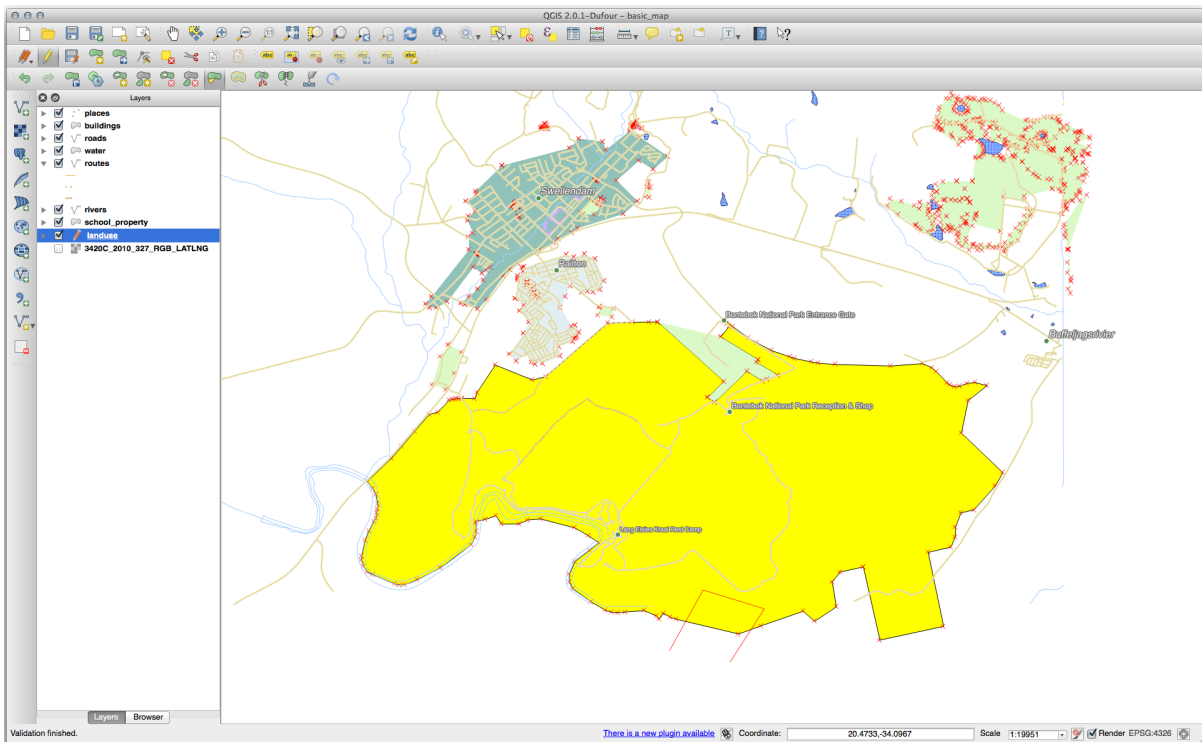 QGIS 2.0.1-Dufour - basic_map
Layers
places
buildings
roads
water
routes
rivers
school_property
landuse
3420C_2010_327_RGB_LATLNG
Swellendam
Railton
Bontebok National Park Entrance Gate
Buffeljagsrivier
Bontebok National Park Reception & Shop
Lang Elsies Kraal Rest Camp
Layers Browser
Validation finished. There is a new plugin available Coordinate: 20.4733,-34.0967 Scale 1:19951 Render EPSG:4326